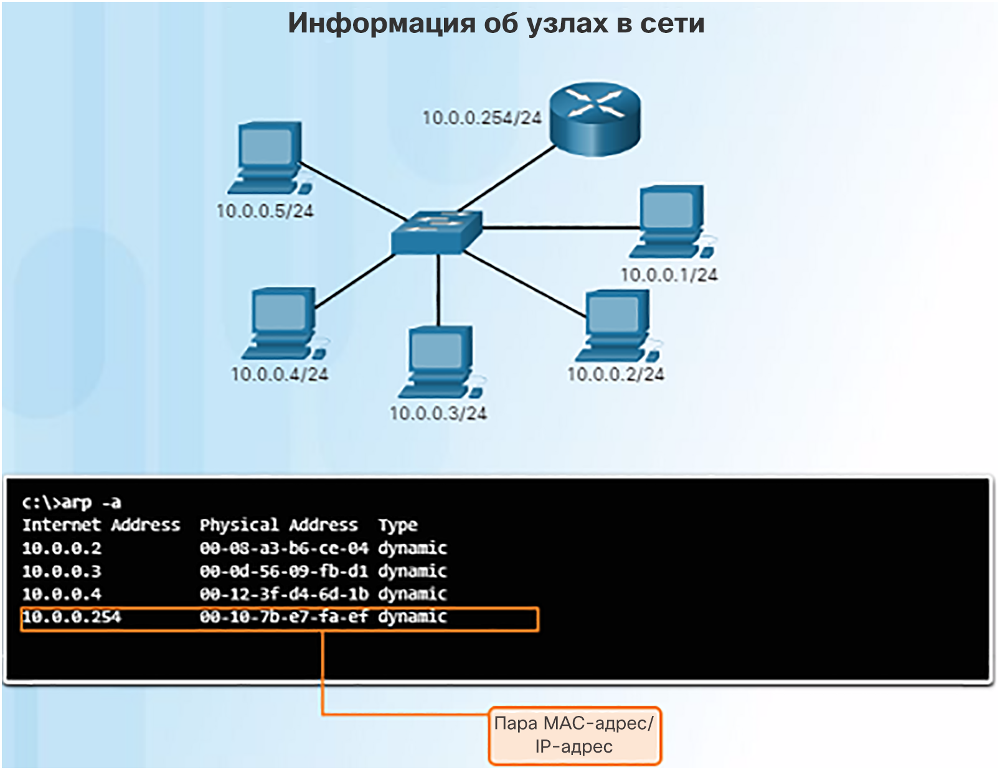 Информация об узлах в сети
10.0.0.254/24
10.0.0.5/24
10.0.0.1/24
10.0.0.4/24
10.0.0.2/24
10.0.0.3/24
c:\>arp -a
Internet Address Physical Address Type
10.0.0.2 00-08-a3-b6-ce-04 dynamic
10.0.0.3 00-0d-56-09-fb-d1 dynamic
10.0.0.4 00-12-3f-d4-6d-1b dynamic
10.0.0.254 00-10-7b-e7-fa-ef dynamic
Пара MAC-адрес/
IP-адрес